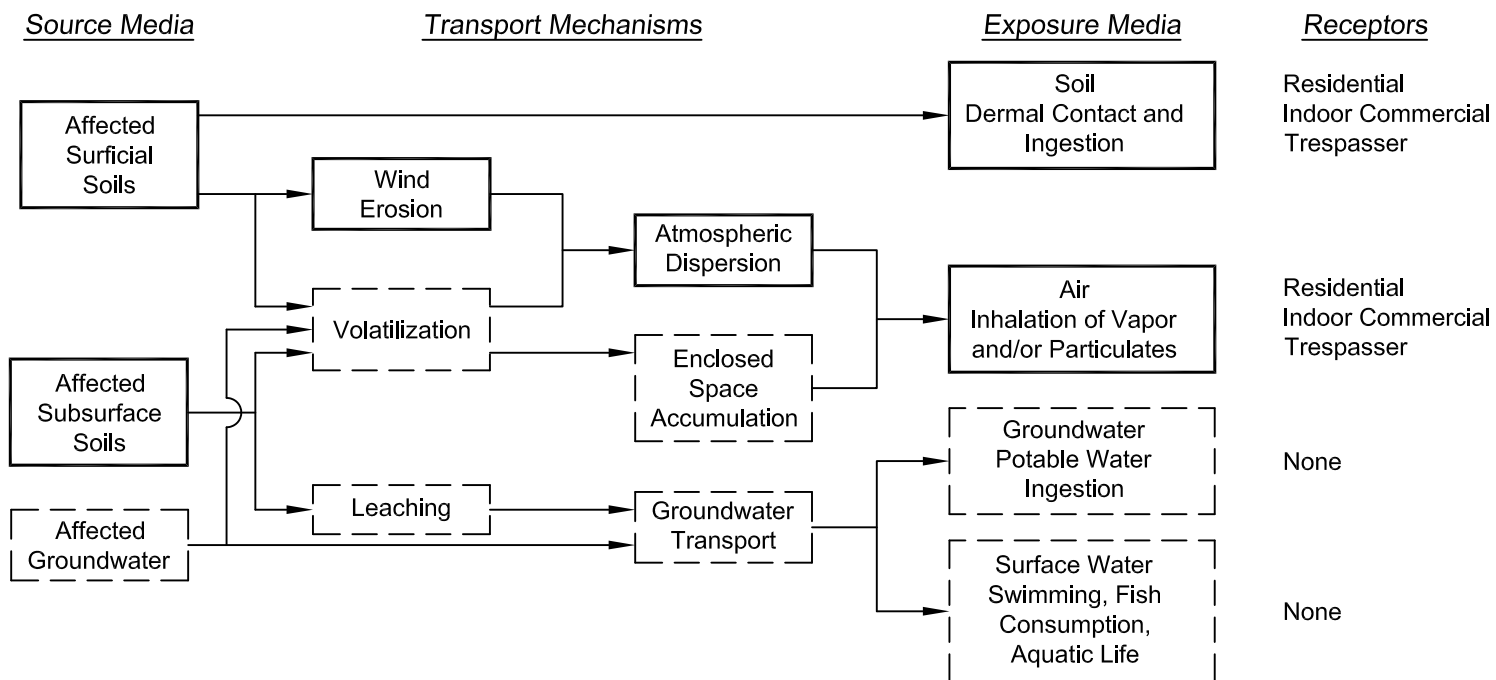 Source Media
Transport Mechanisms
Exposure Media
Receptors
Affected
Surficial
Soils
Wind
Erosion
Volatilization
Atmospheric
Dispersion
Enclosed
Space
Accumulation
Affected
Subsurface
Soils
Leaching
Affected
Groundwater
Groundwater
Transport
Soil
Dermal Contact and
Ingestion
Residential
Indoor Commercial
Trespasser
Air
Inhalation of Vapor
and/or Particulates
Residential
Indoor Commercial
Trespasser
Groundwater
Potable Water
Ingestion
None
Surface Water
Swimming, Fish
Consumption,
Aquatic Life
None